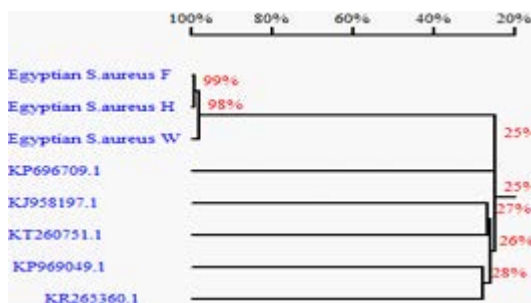 100% 80% 60% 40% 20%
Egyptian S.aureus F
99%
Egyptian S.aureus H
98%
25%
Egyptian S.aureus W
KP696709.1
25%
KJ958197.1
27%
KT260751.1
26%
KP969049.1
28%
KR265360.1